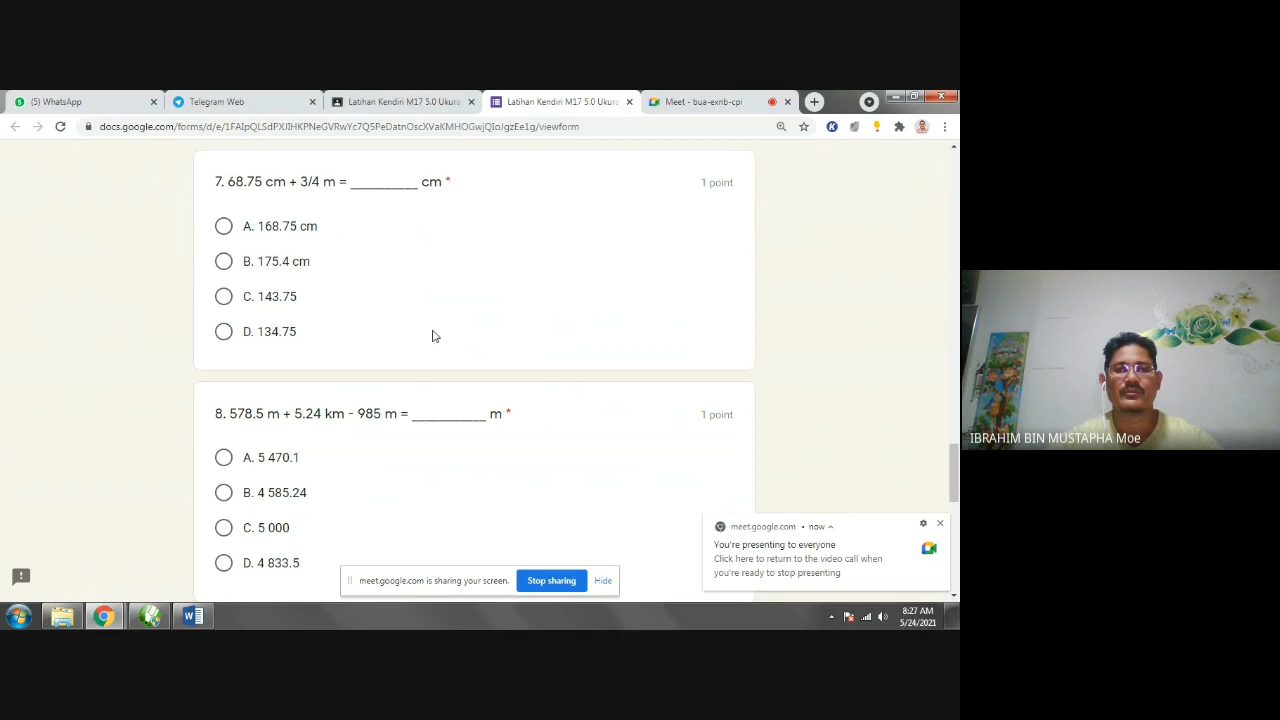 (5) WhatsApp
Telegram Web
Latihan Kendiri M17 5.0 Ukura
Latihan Kendiri M17 5.0 Ukura
Meet - bua-exnb-cpi
docs.google.com/forms/d/e/1FAIpQLSdPXJIHKPNeGVRwYc7Q5PeDatnOscXVaKMHOGwjQIoJgzEe1g/viewform
7. 68.75 cm + 3/4 m = __________ cm *
1 point
A. 168.75 cm
B. 175.4 cm
C. 143.75
D. 134.75
8. 578.5 m + 5.24 km - 985 m = ___________ m *
1 point
A. 5 470.1
B. 4 585.24
C. 5 000
D. 4 833.5
meet.google.com • now
You're presenting to everyone
Click here to return to the video call when
you're ready to stop presenting
meet.google.com is sharing your screen.
Stop sharing
Hide
8:27 AM
5/24/2021
IBRAHIM BIN MUSTAPHA Moe